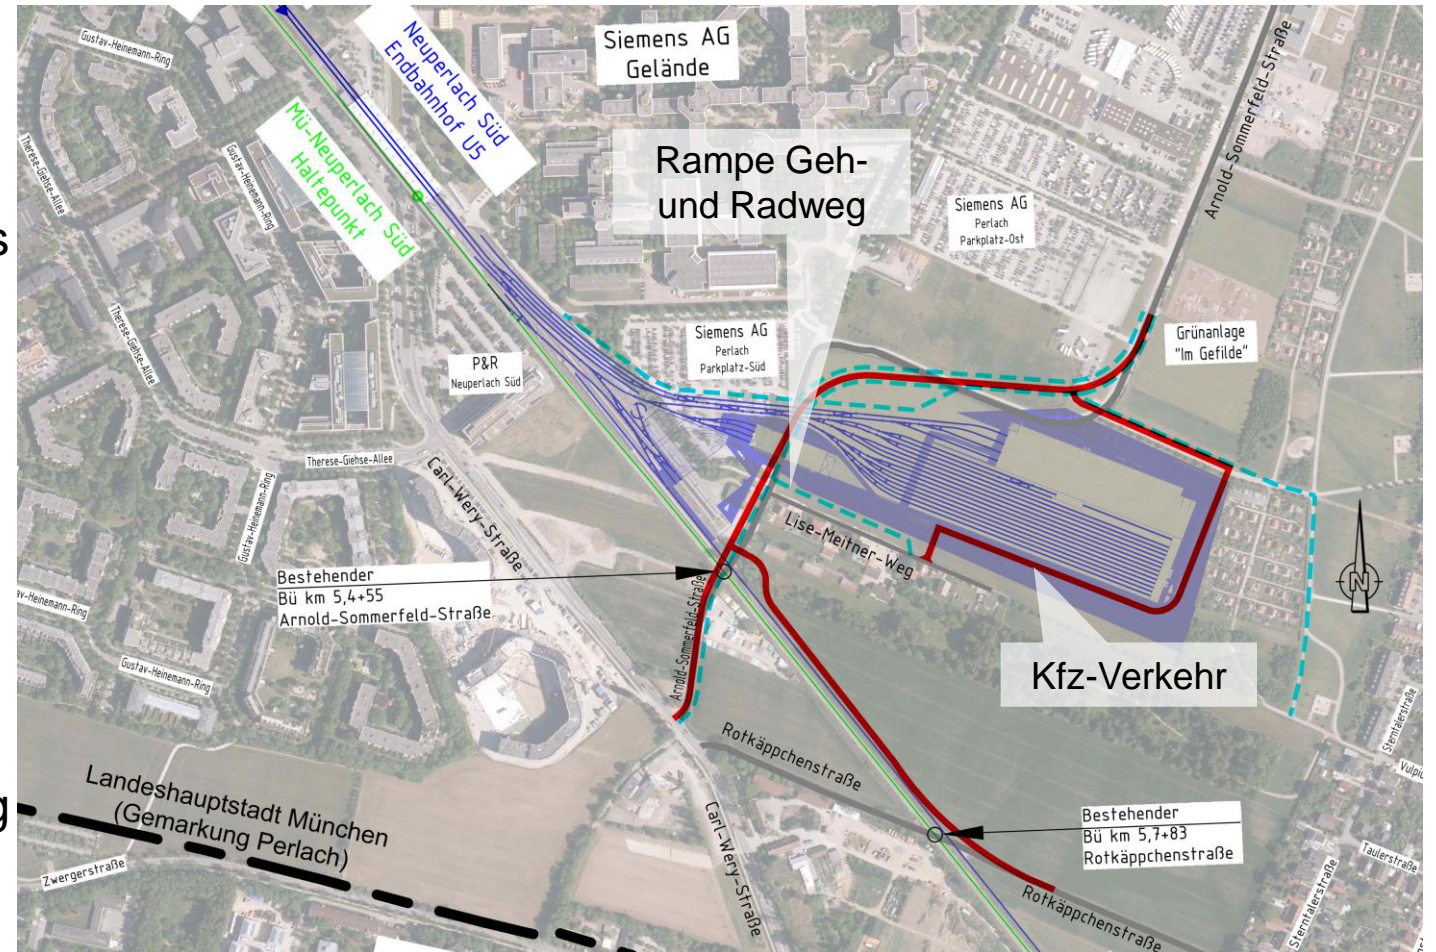 Gustav-Heinemann-Ring
Neuperlach Süd
Endbahnhof U5
Siemens AG
Gelände
Arnold-Sommerfeld-Straße
Mü-Neuperlach Süd
Haltepunkt
Therese-Giehse-Allee
Gustav-Heinemann-Ring
Rampe Geh-
und Radweg
Siemens AG
Perlach
Parkplatz-Ost
s
Therese-Giehse-Allee
P&R
Neuperlach Süd
Siemens AG
Perlach
Parkplatz-Süd
Grünanlage
"Im Gefilde"
Therese-Giehse-Allee
Carl-Wery-Straße
Gustav-Heinemann-Ring
Lise-Meitner-Weg
Bestehender
Bü km 5,4+55
Arnold-Sommerfeld-Straße
av-Heinemann-Ring
Arnold-Sommerfeld-Straße
N
Gustav-Heinemann-Ring
Kfz-Verkehr
Rotkäppchenstraße
Sterntalerstraße
g
Landeshauptstadt München
(Gemarkung Perlach)
Zwergerstraße
Carl-Wery-Straße
Bestehender
Bü km 5,7+83
Rotkäppchenstraße
Taulerstraße
Rotkäppchenstraße
Sterntalerstraße